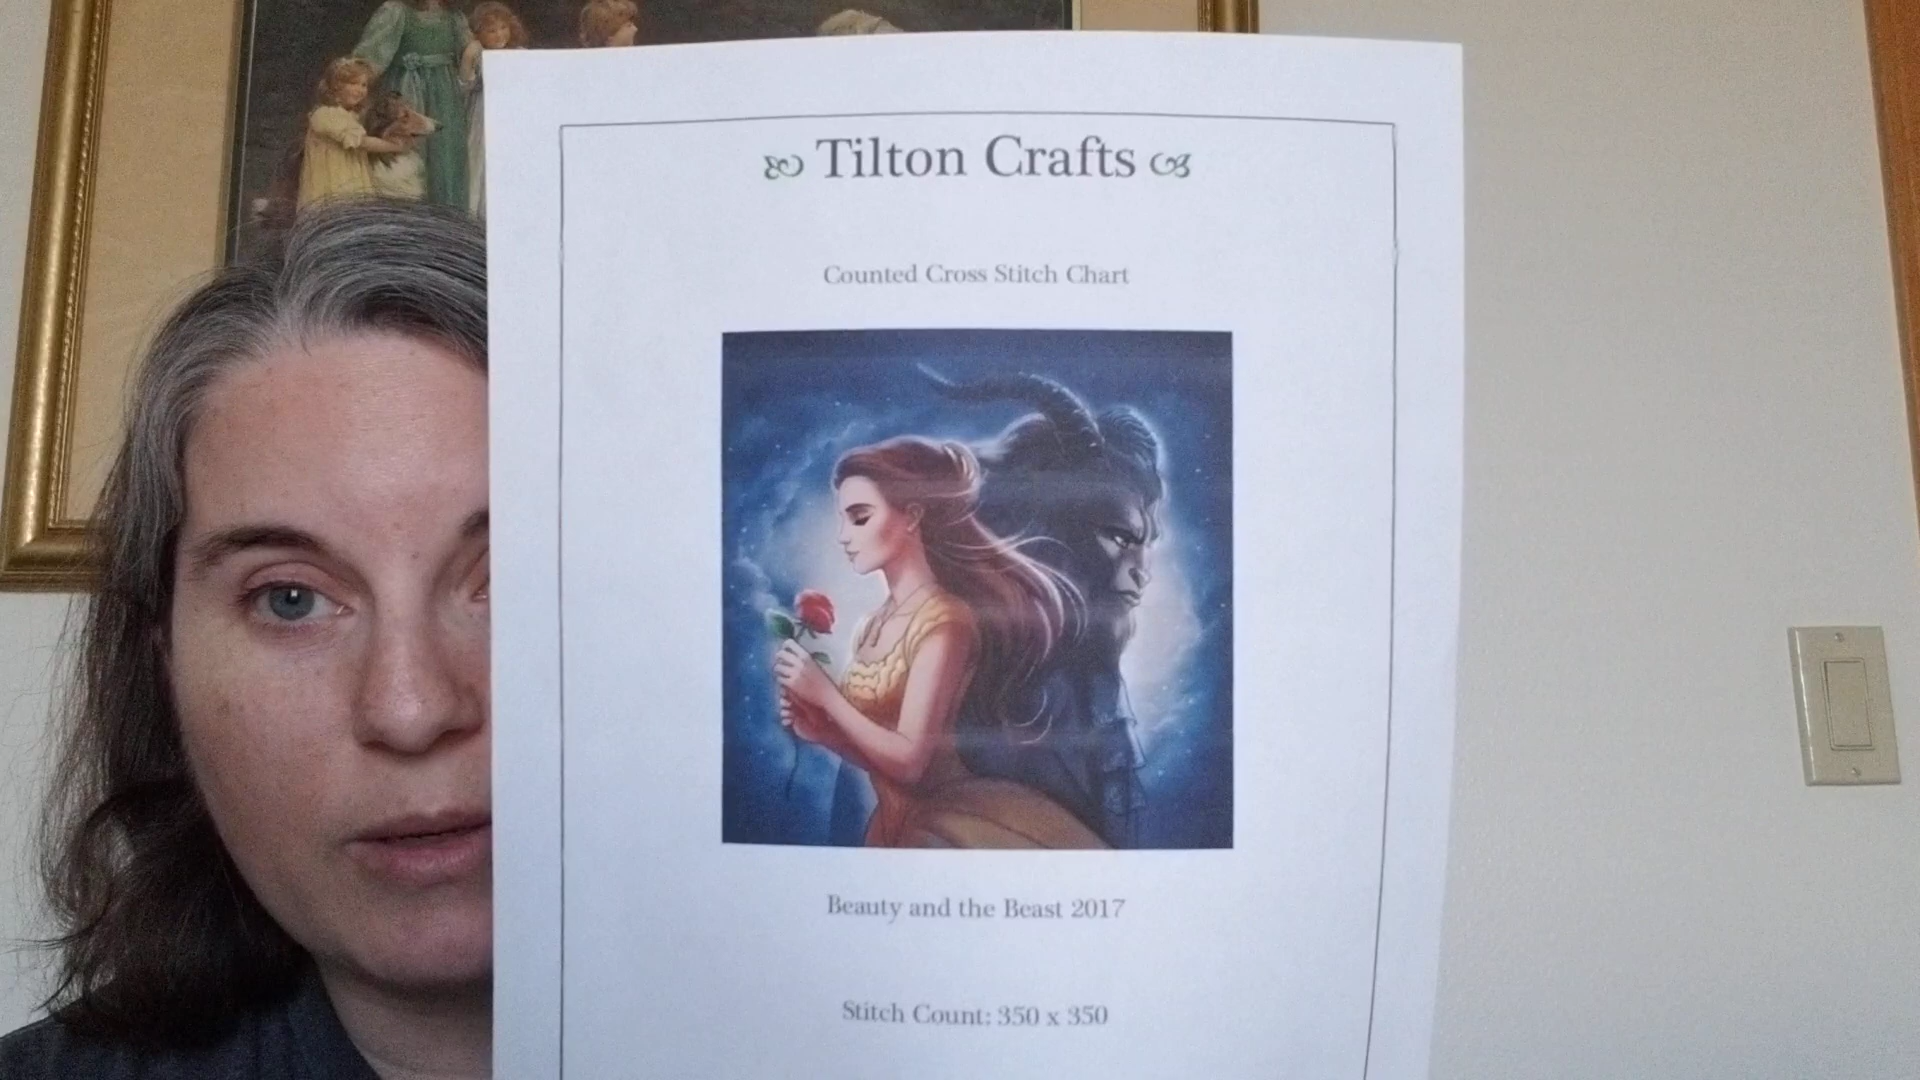 Tilton Crafts
Counted Cross Stitch Chart
Beauty and the Beast 2017
Stitch Count: 350 x 350